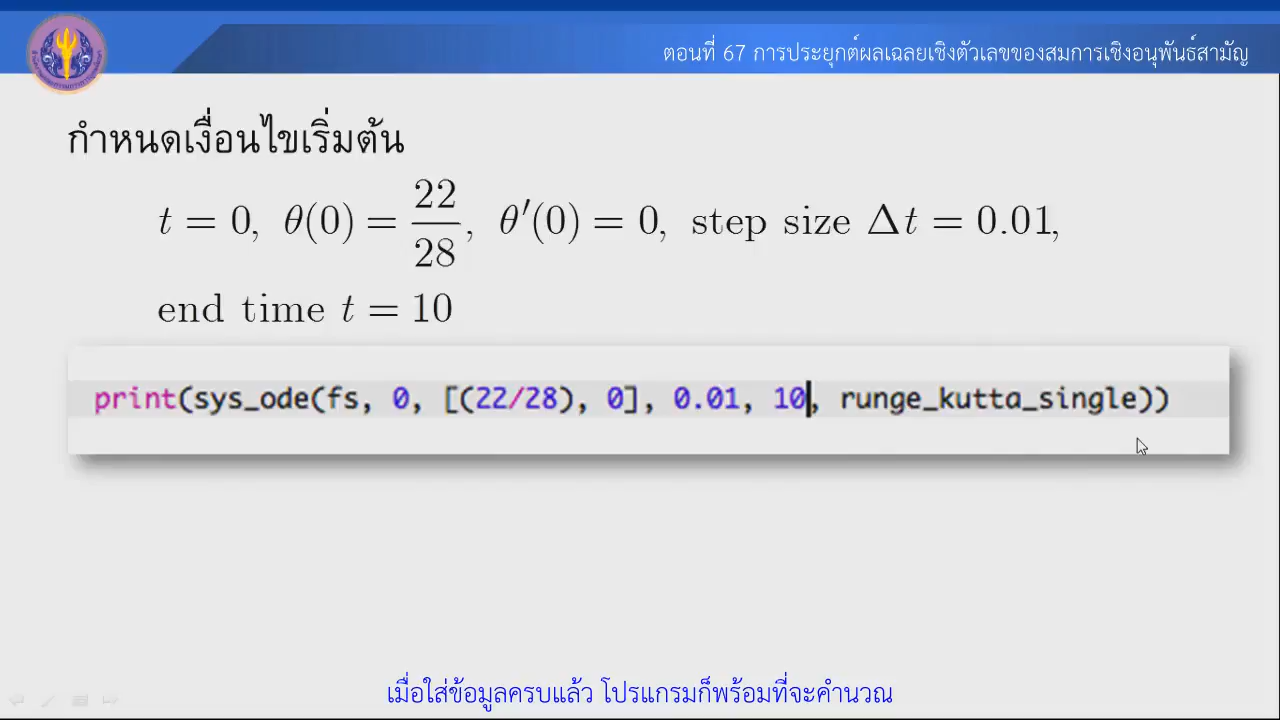 ตอนที่ 67 การประยุกต์ผลเฉลยเชิงตัวเลขของสมการเชิงอนุพันธ์สามัญ
กำหนดเงื่อนไขเริ่มต้น
t = 0, θ(0) = 22/28, θ′(0) = 0, step size Δt = 0.01,
end time t = 10
print(sys_ode(fs, 0, [(22/28), 0], 0.01, 10, runge_kutta_single))
เมื่อใส่ข้อมูลครบแล้ว โปรแกรมก็พร้อมที่จะคำนวณ